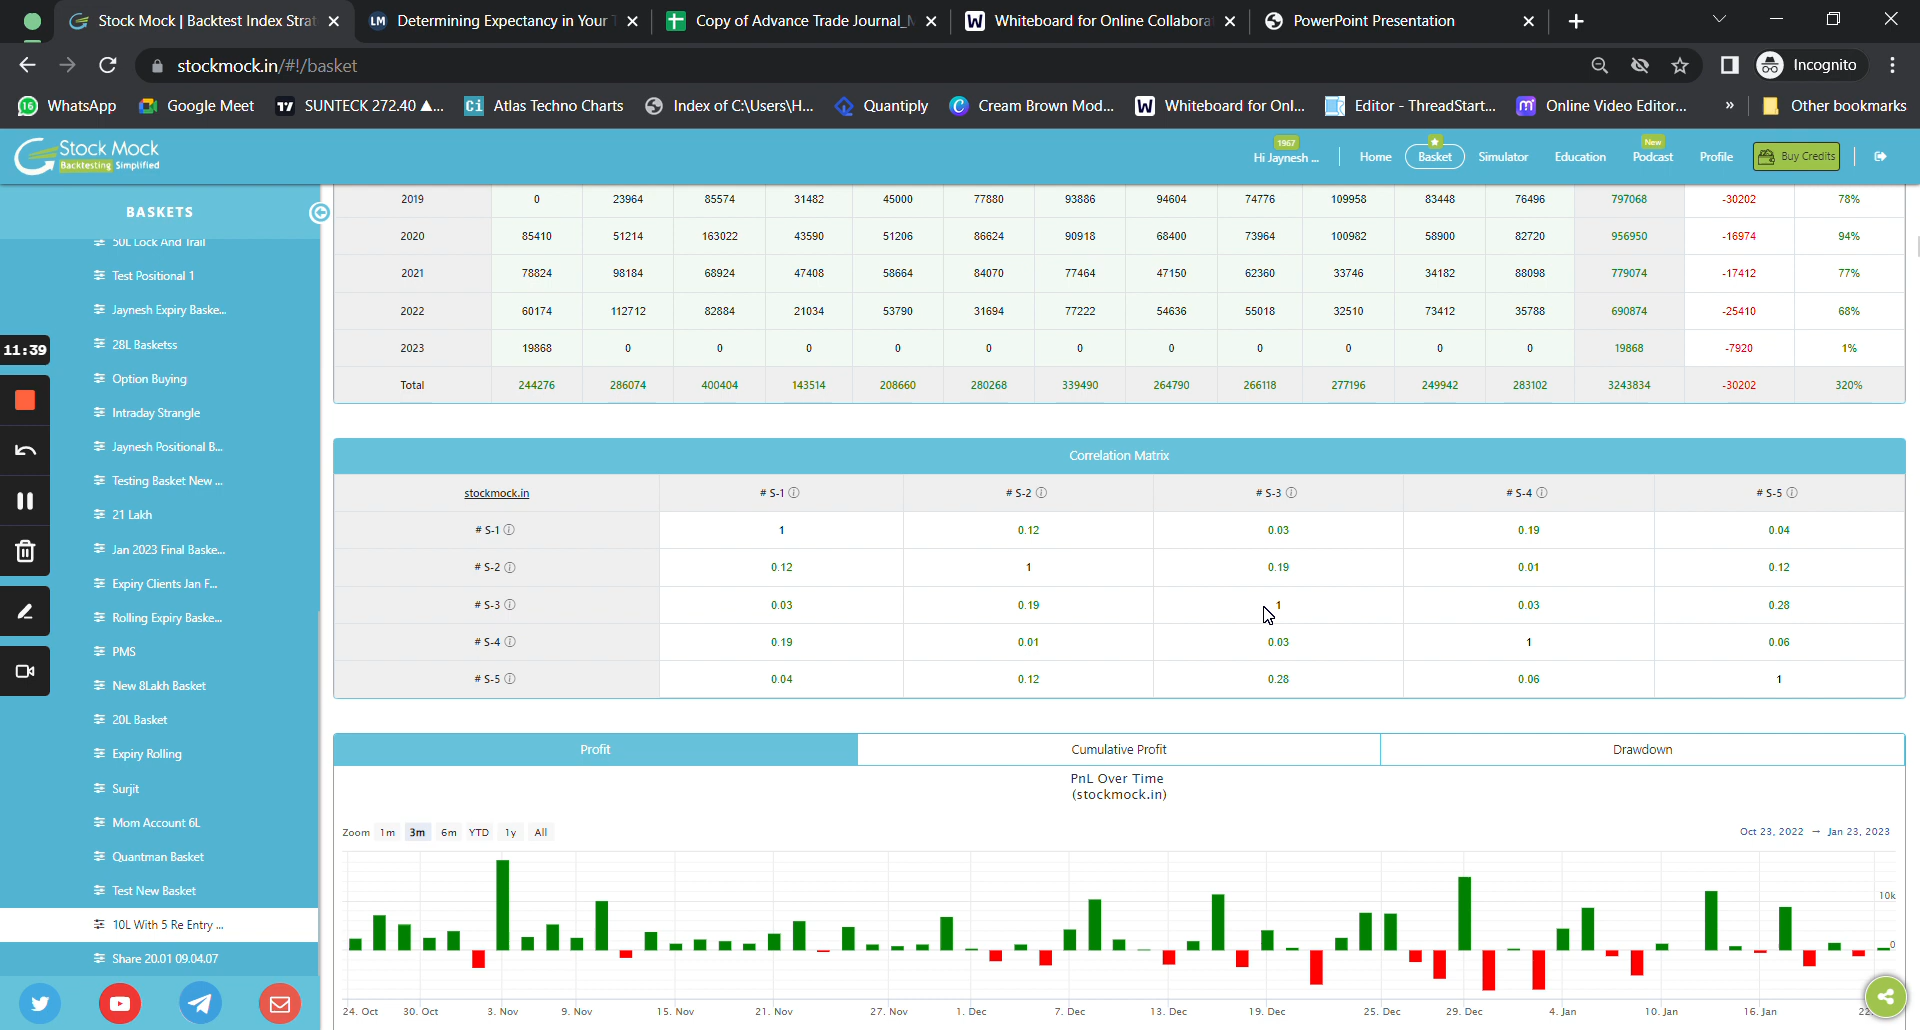 Stock Mock | Backtest Index Strat
Determining Expectancy in Your T
Copy of Advance Trade Journal_M
Whiteboard for Online Collaborat
PowerPoint Presentation
stockmock.in/#!/basket
Incognito
WhatsApp
Google Meet
SUNTECK 272.40 ▲...
Atlas Techno Charts
Index of C:\Users\H...
Quantiply
Cream Brown Mod...
Whiteboard for Onl...
Editor - ThreadStart...
Online Video Editor...
»
Other bookmarks
Stock Mock
Backtesting Simplified
1967
Hi Jaynesh ...
Home
Basket
Simulator
Education
New
Podcast
Profile
Buy Credits
BASKETS
50L Lock And Trail
Test Positional 1
Jaynesh Expiry Baske...
28L Basketss
Option Buying
Intraday Strangle
Jaynesh Positional B...
Testing Basket New ...
21 Lakh
Jan 2023 Final Baske...
Expiry Clients Jan F...
Rolling Expiry Baske...
PMS
New 8Lakh Basket
20L Basket
Expiry Rolling
Surjit
Mom Account 6L
Quantman Basket
Test New Basket
10L With 5 Re Entry ...
Share 20.01 09.04.07
11:39
2019 0 23964 85574 31482 45000 77880 93886 94604 74776 109958 83448 76496 797068 -30202 78%
2020 85410 51214 163022 43590 51206 86624 90918 68400 73964 100982 58900 82720 956950 -16974 94%
2021 78824 98184 68924 47408 58664 84070 77464 47150 62360 33746 34182 88098 779074 -17412 77%
2022 60174 112712 82884 21034 53790 31694 77222 54636 55018 32510 73412 35788 690874 -25410 68%
2023 19868 0 0 0 0 0 0 0 0 0 0 0 19868 -7920 1%
Total 244276 286074 400404 143514 208660 280268 339490 264790 266118 277196 249942 283102 3243834 -30202 320%
Correlation Matrix
stockmock.in # S-1 # S-2 # S-3 # S-4 # S-5
# S-1 1 0.12 0.03 0.19 0.04
# S-2 0.12 1 0.19 0.01 0.12
# S-3 0.03 0.19 1 0.03 0.28
# S-4 0.19 0.01 0.03 1 0.06
# S-5 0.04 0.12 0.28 0.06 1
Profit
Cumulative Profit
Drawdown
PnL Over Time
(stockmock.in)
Zoom 1m 3m 6m YTD 1y All
Oct 23, 2022 → Jan 23, 2023
10k
0
24. Oct 30. Oct 3. Nov 9. Nov 15. Nov 21. Nov 27. Nov 1. Dec 7. Dec 13. Dec 19. Dec 25. Dec 29. Dec 4. Jan 10. Jan 16. Jan 22.